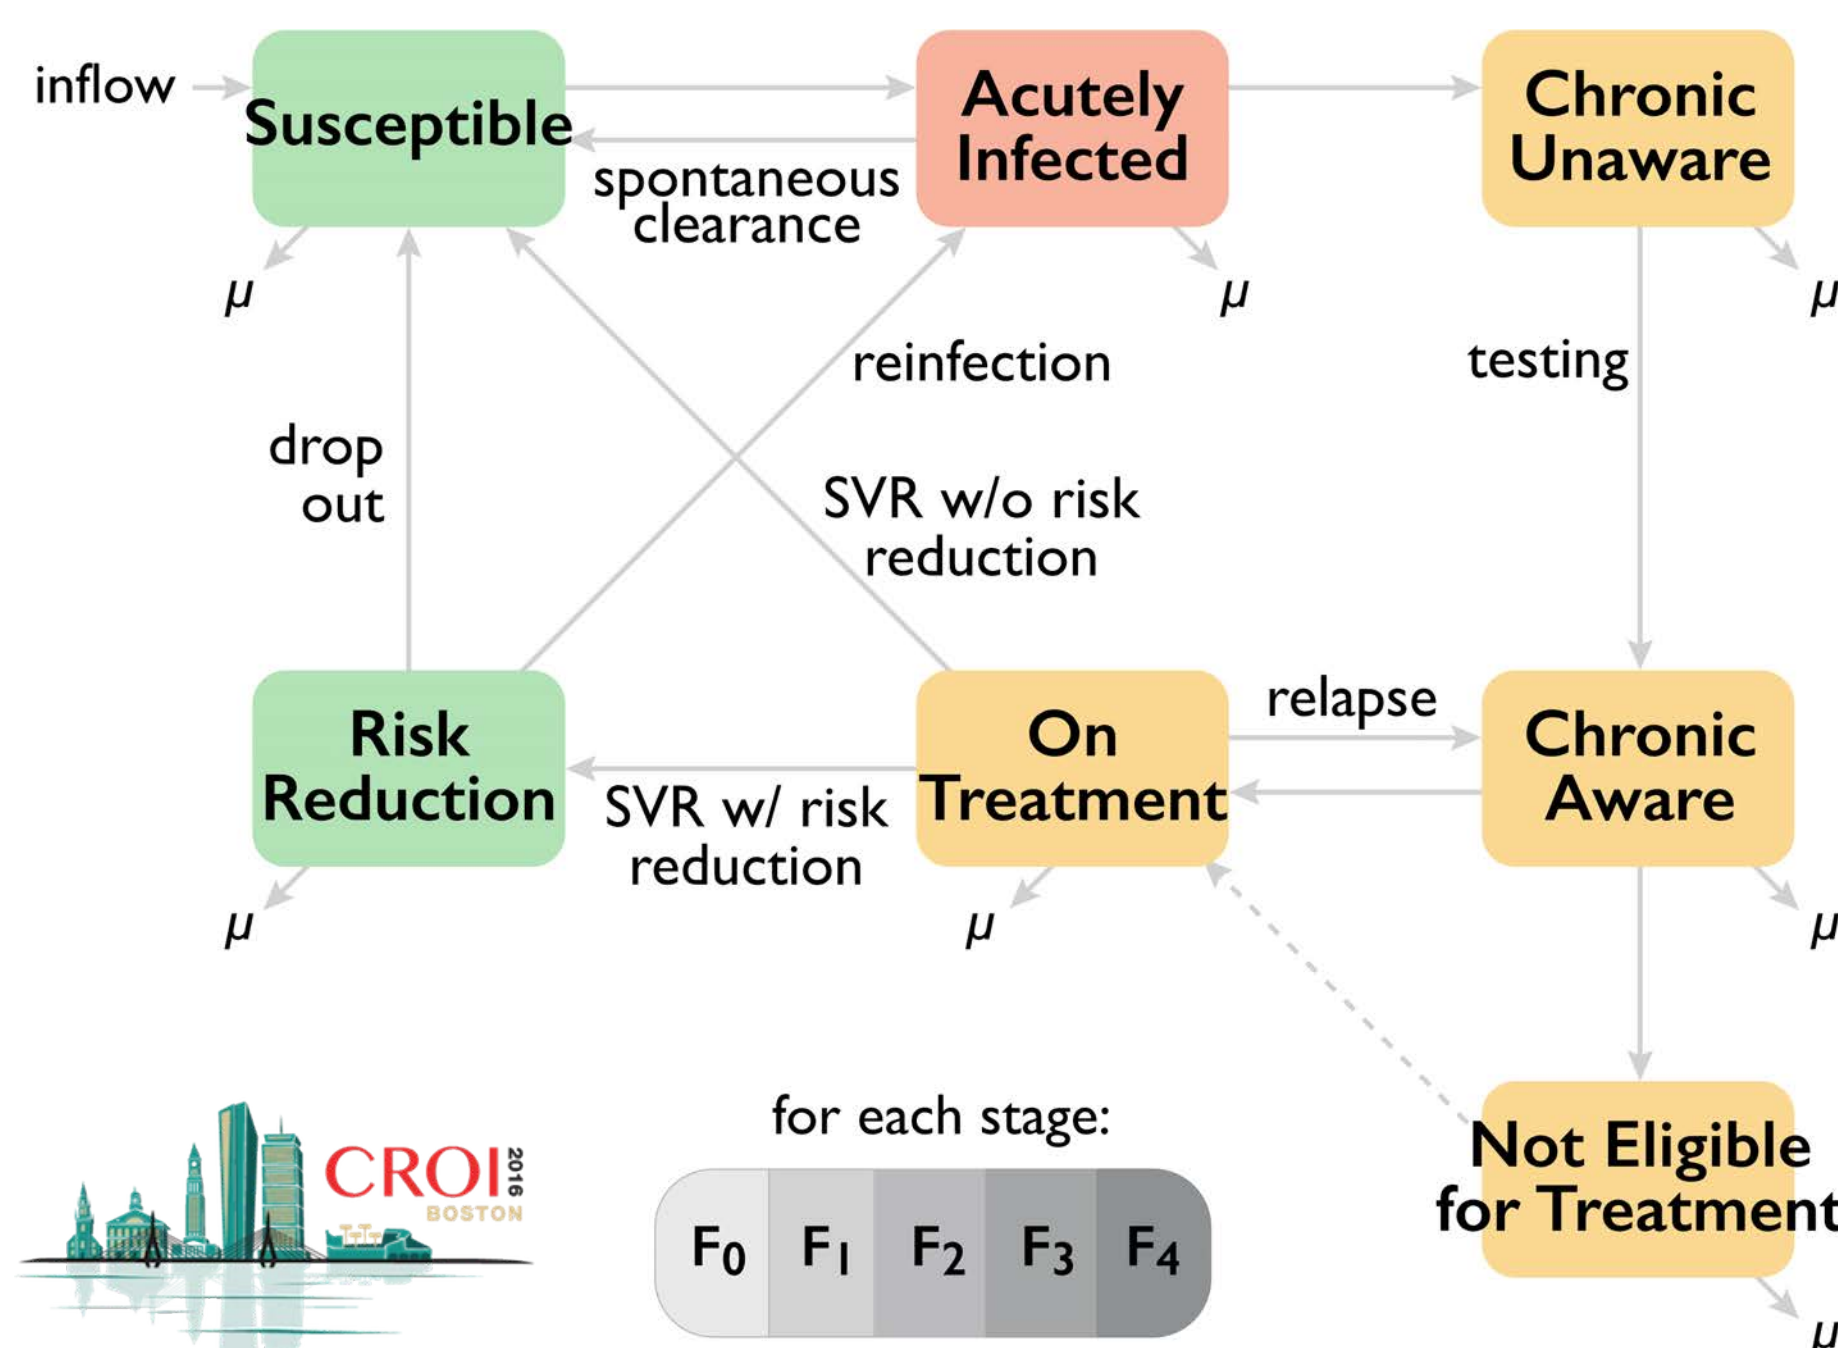 inflow
Susceptible
Acutely
Infected
Chronic
Unaware
spontaneous
clearance
μ
μ
μ
reinfection
testing
drop
out
SVR w/o risk
reduction
Risk
Reduction
On
Treatment
relapse
Chronic
Aware
SVR w/ risk
reduction
μ
μ
μ
for each stage:
Not Eligible
for Treatment
CROI 2016
BOSTON
F0 F1 F2 F3 F4
μ